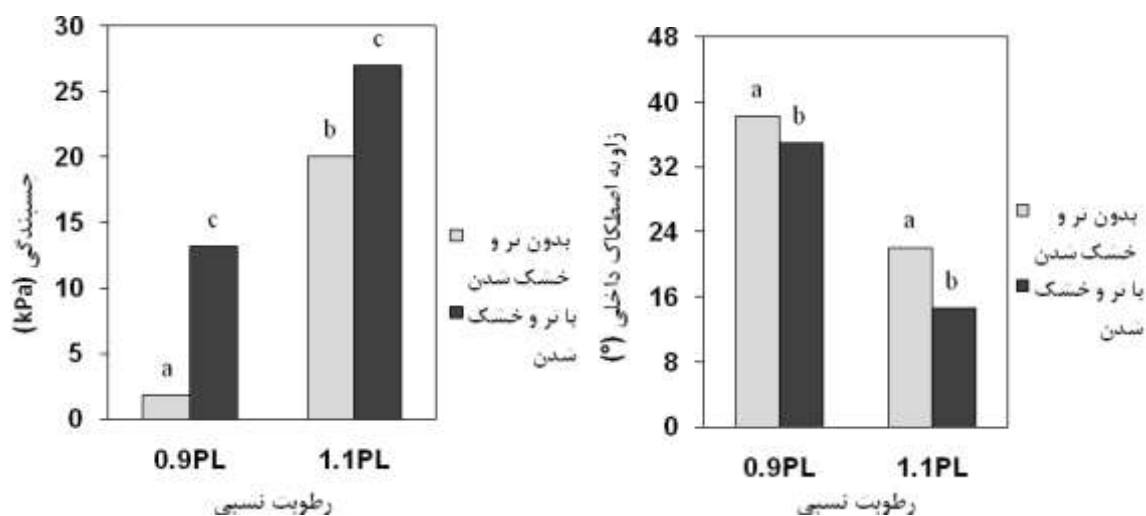 30
25
20
15
10
5
0
چسبندگی (kPa)
a
c
b
c
0.9PL
1.1PL
رطوبت نسبی
بدون تر و
خشک شدن
با تر و خشک
شدن
48
40
32
24
16
8
0
زاویه اصطکاک داخلی (°)
a
b
a
b
0.9PL
1.1PL
رطوبت نسبی
بدون تر و
خشک شدن
با تر و خشک
شدن